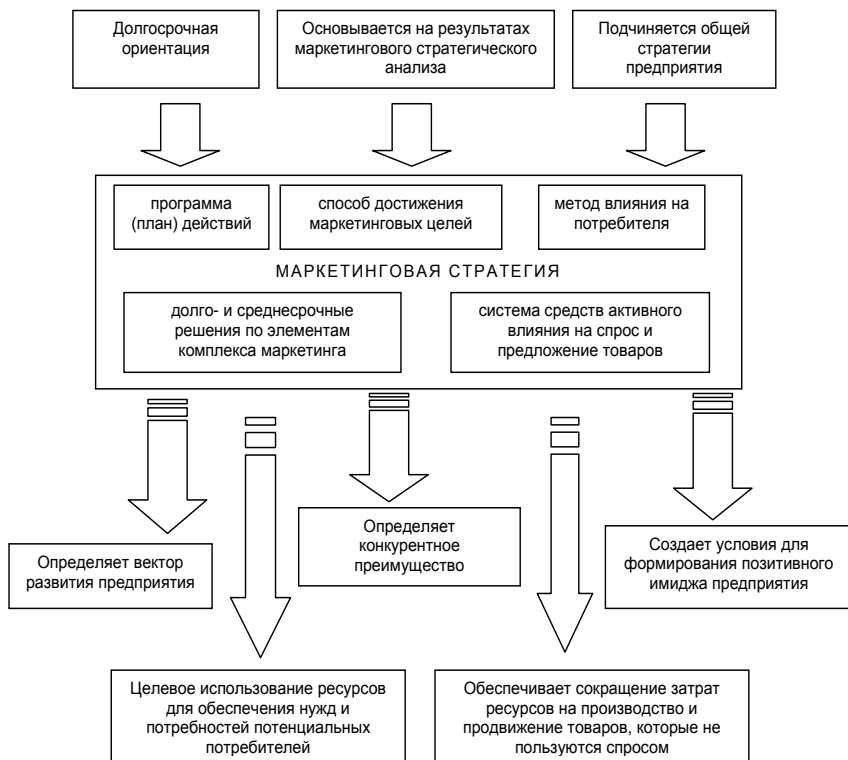 Долгосрочная
ориентация
Основывается на результатах
маркетингового стратегического
анализа
Подчиняется общей
стратегии
предприятия
программа
(план) действий
способ достижения
маркетинговых целей
метод влияния на
потребителя
МАРКЕТИНГОВАЯ СТРАТЕГИЯ
долго- и среднесрочные
решения по элементам
комплекса маркетинга
система средств активного
влияния на спрос и
предложение товаров
Определяет вектор
развития предприятия
Определяет
конкурентное
преимущество
Создает условия для
формирования позитивного
имиджа предприятия
Целевое использование ресурсов
для обеспечения нужд и
потребностей потенциальных
потребителей
Обеспечивает сокращение затрат
ресурсов на производство и
продвижение товаров, которые не
пользуются спросом